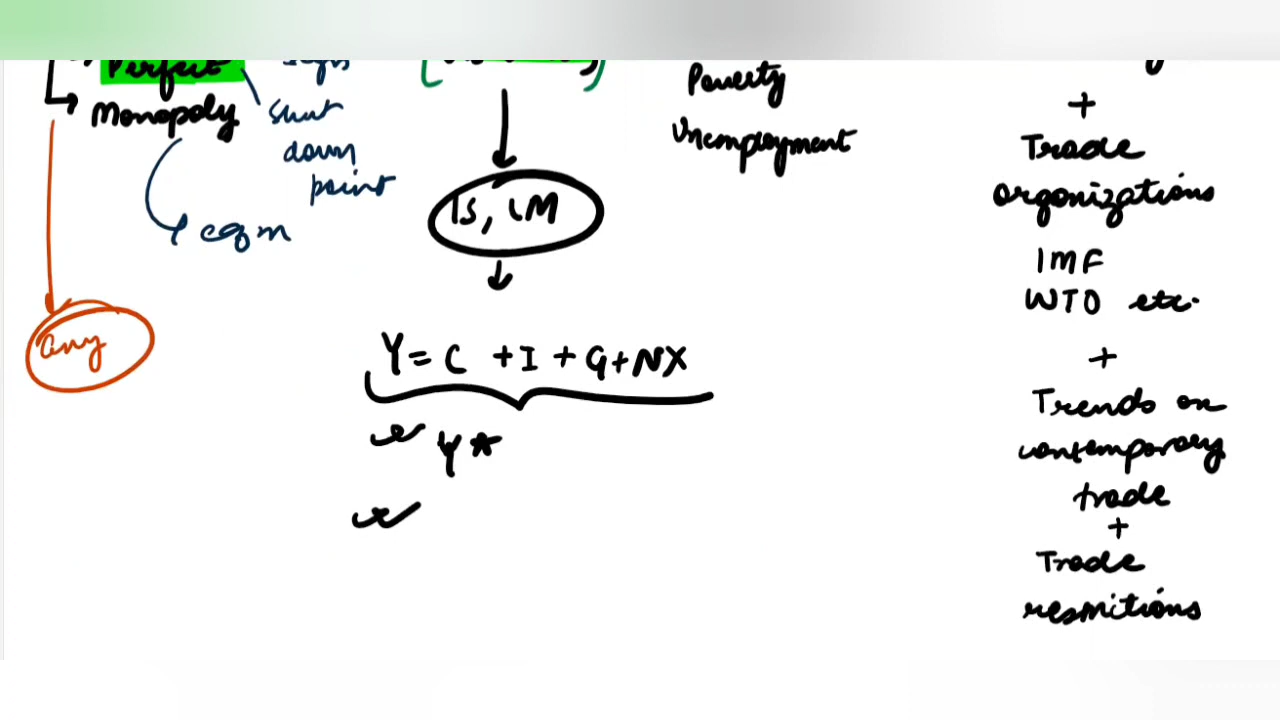 Perfect
Monopoly
shut
down
point
eqm
any
IS, LM
Y= C +I + G+NX
Y*
Poverty
Unemployment
+
Trade
organizations
IMF
WTO etc.
+
Trends on
contemporary
trade
+
Trade